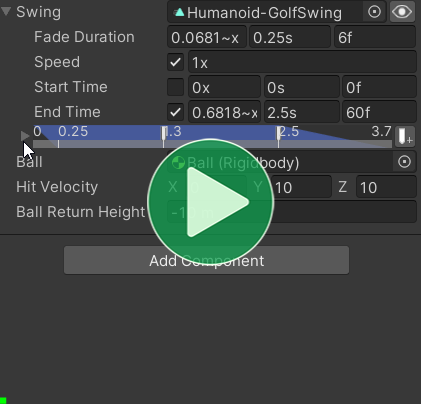 Swing Humanoid-GolfSwing
Fade Duration 0.0681~x 0.25s 6f
Speed 1x
Start Time 0x 0s 0f
End Time 0.6818~x 2.5s 60f
0 0.25 1.3 2.5 3.7
Ball Ball (Rigidbody)
Hit Velocity X Y 10 Z 10
Ball Return Height
Add Component